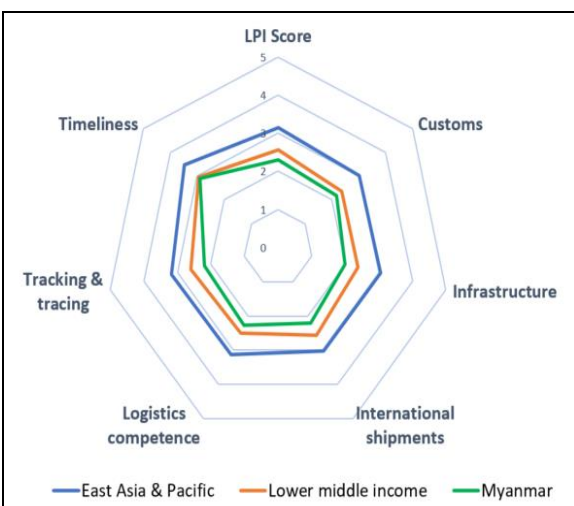 LPI Score
5
4
3
2
1
0
Timeliness
Customs
Tracking &
tracing
Infrastructure
Logistics
competence
International
shipments
East Asia & Pacific
Lower middle income
Myanmar